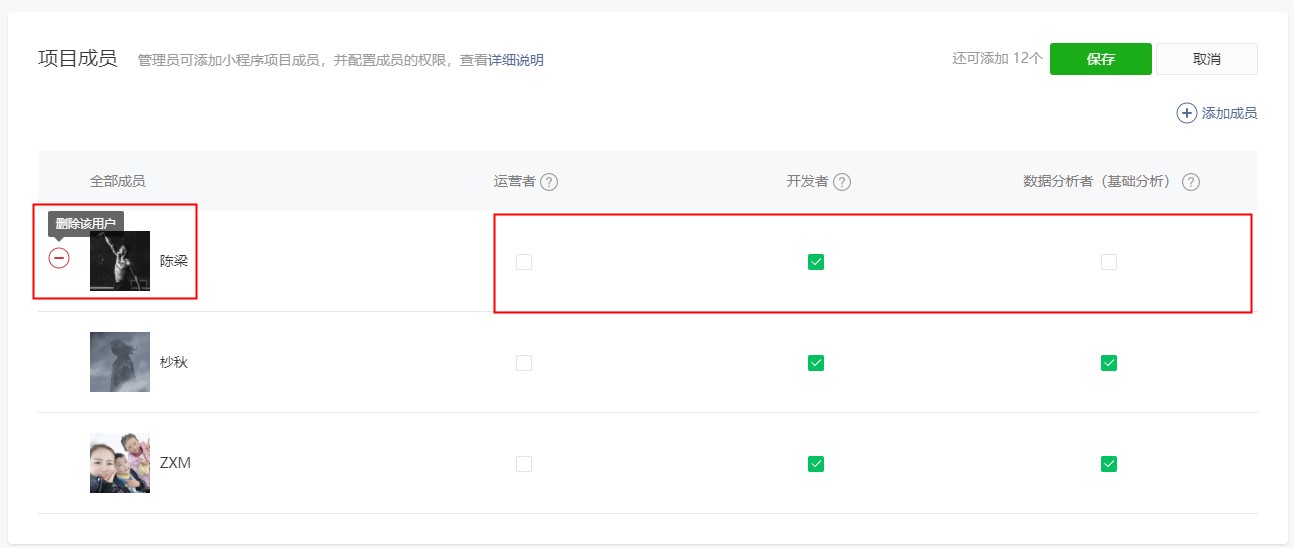 项目成员 管理员可添加小程序项目成员，并配置成员的权限，查看详细说明 还可添加 12个 保存 取消
添加成员
全部成员 运营者 ? 开发者 ? 数据分析者（基础分析） ?
删除该用户
陈梁
杪秋
ZXM